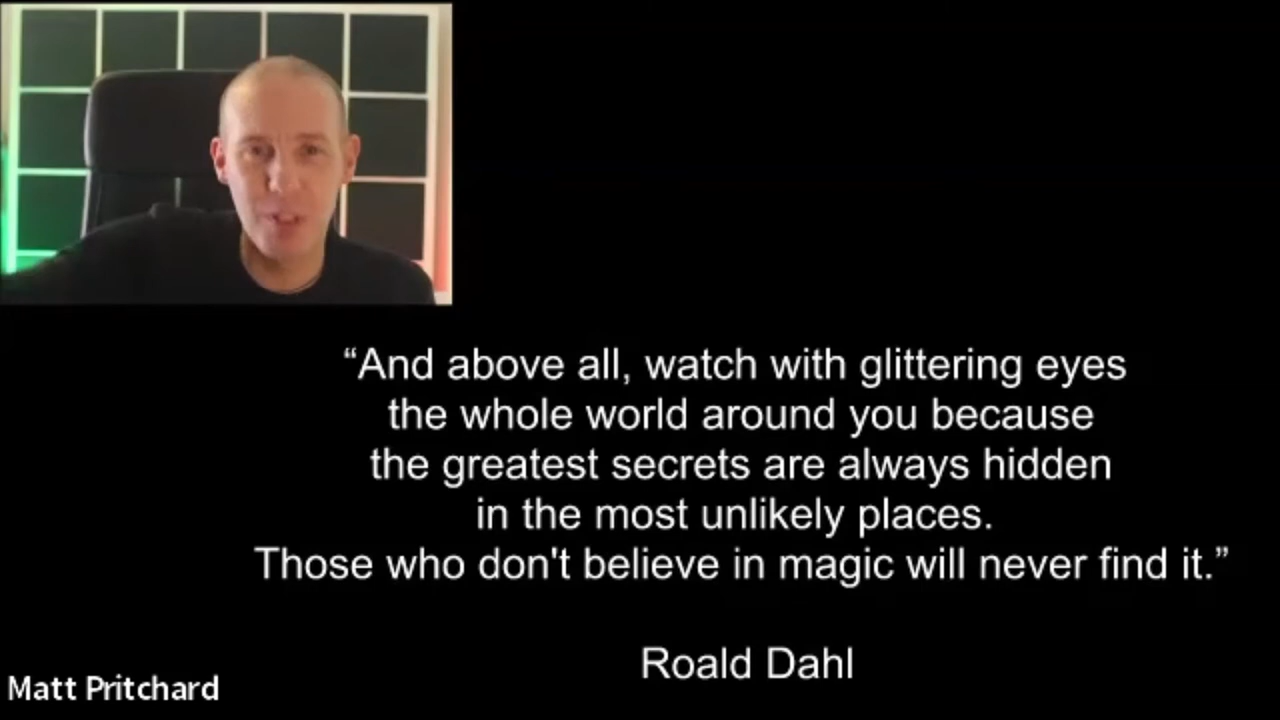 “And above all, watch with glittering eyes
the whole world around you because
the greatest secrets are always hidden
in the most unlikely places.
Those who don't believe in magic will never find it.”
Roald Dahl
Matt Pritchard